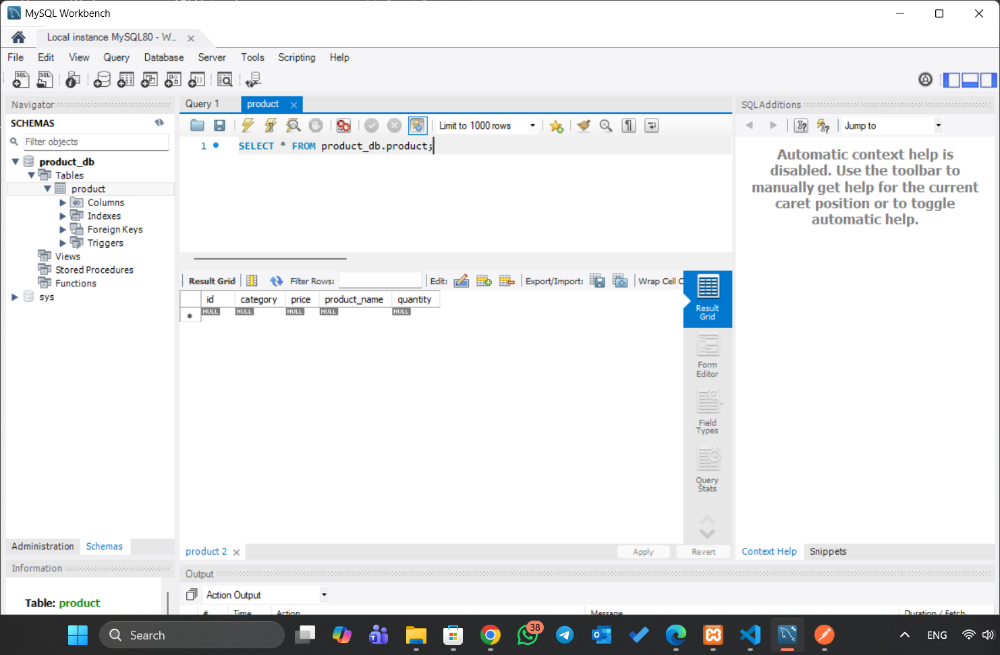 MySQL Workbench
Local instance MySQL80 - W...
File Edit View Query Database Server Tools Scripting Help
Navigator
SCHEMAS
Filter objects
product_db
Tables
product
Columns
Indexes
Foreign Keys
Triggers
Views
Stored Procedures
Functions
sys
Administration Schemas
Information
Table: product
Query 1 product
Limit to 1000 rows
1 SELECT * FROM product_db.product;
Result Grid Filter Rows: Edit: Export/Import: Wrap Cell C
id category price product_name quantity
* NULL NULL NULL NULL NULL
Result
Grid
Form
Editor
Field
Types
Query
Stats
product 2 Apply Revert
SQLAdditions
Jump to
Automatic context help is
disabled. Use the toolbar to
manually get help for the current
caret position or to toggle
automatic help.
Context Help Snippets
Output
Action Output
# Time Action Message Duration / Fetch
Search 38 ENG